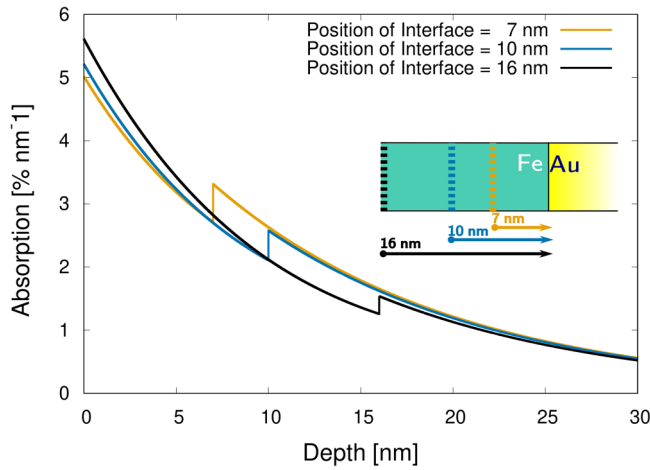 Position of Interface = 7 nm
Position of Interface = 10 nm
Position of Interface = 16 nm
6
5
4
3
2
1
0
Absorption [% nm-1]
Fe Au
7 nm
10 nm
16 nm
0 5 10 15 20 25 30
Depth [nm]